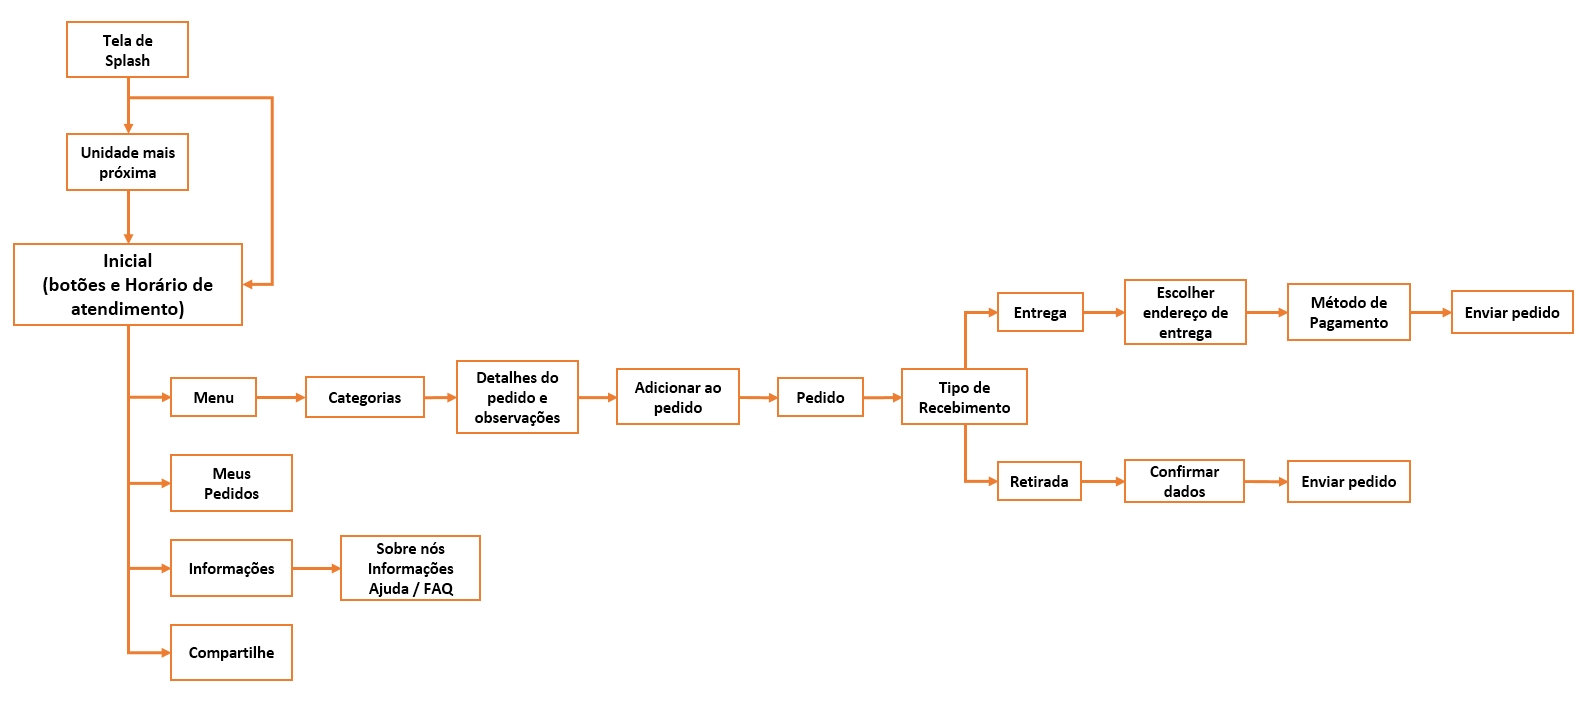 Tela de
Splash
Unidade mais
próxima
Inicial
(botões e Horário de
atendimento)
Menu
Categorias
Detalhes do
pedido e
observações
Adicionar ao
pedido
Pedido
Tipo de
Recebimento
Entrega
Escolher
endereço de
entrega
Método de
Pagamento
Enviar pedido
Retirada
Confirmar
dados
Enviar pedido
Meus
Pedidos
Informações
Sobre nós
Informações
Ajuda / FAQ
Compartilhe